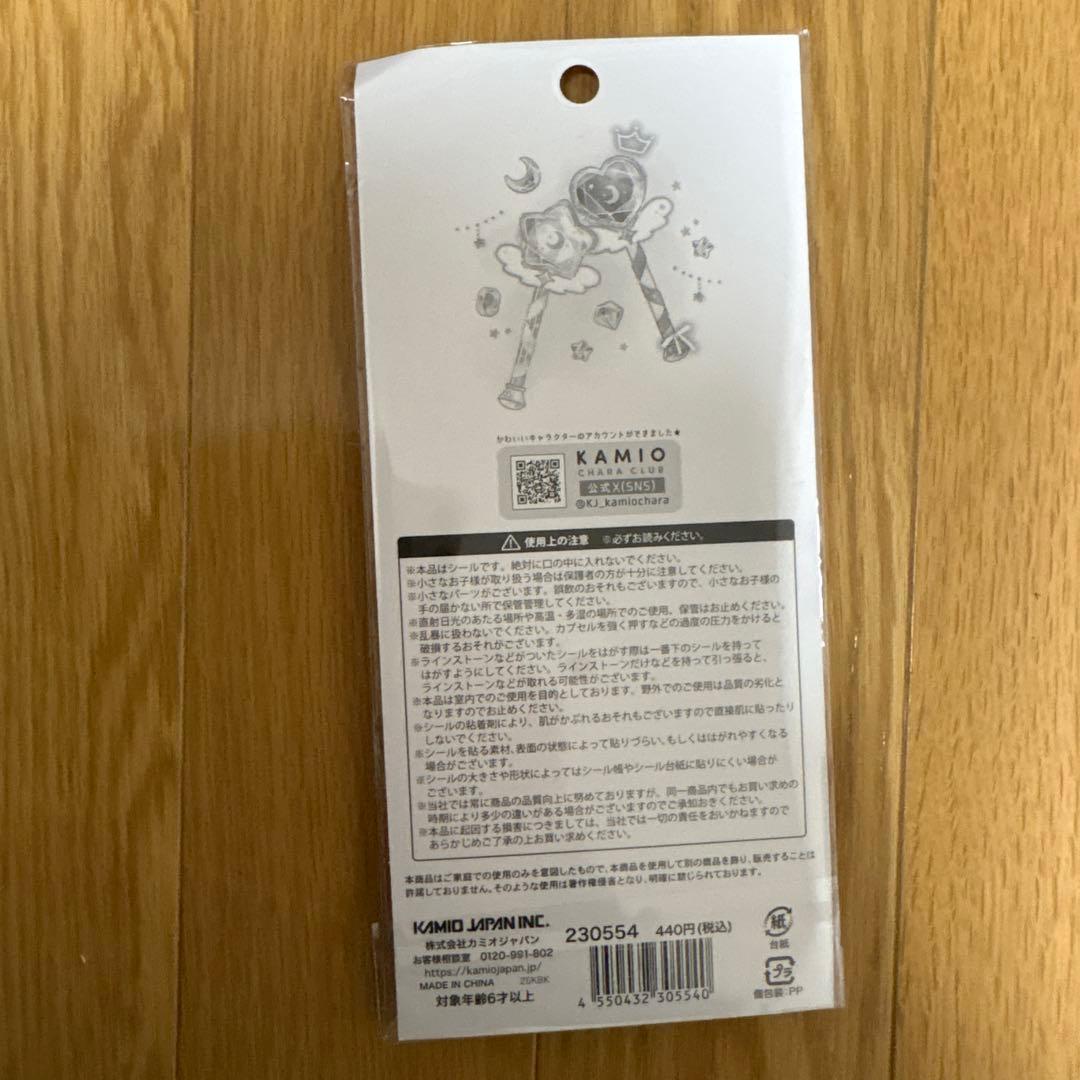 かわいいキャラクターのアカウントができました★
KAMIO
CHARA CLUB
公式X(SNS)
@KJ_kamiochara
使用上の注意 ※必ずお読みください。
※本品はシールです。絶対に口の中に入れないでください。
※小さなお子様が取り扱う場合は保護者の方が十分に注意してください。
※小さなパーツがございます。誤飲のおそれもございますので、小さなお子様の
手の届かない所で保管管理してください。
※直射日光のあたる場所や高温・多湿の場所でのご使用、保管はお止めください。
※乱暴に扱わないでください。カプセルを強く押すなどの過度の圧力をかけると
破損するおそれがございます。
※ラインストーンなどがついたシールをはがす際は一番下のシールを持って
はがすようにしてください。ラインストーンだけなどを持って引っ張ると、
ラインストーンなどが取れる可能性がございます。
※本品は室内でのご使用を目的としております。野外でのご使用は品質の劣化と
なりますのでお止めください。
※シールの粘着剤により、肌がかぶれるおそれもございますので直接肌に貼ったり
しないでください。
※シールを貼る素材、表面の状態によって貼りづらい、もしくははがれやすくなる
場合がございます。
※シールの大きさや形状によってはシール帳やシール台紙に貼りにくい場合が
ございます。
※当社では常に商品の品質向上に努めておりますが、同一商品内でもお買い求めの
時期により多少の違いがある場合がございますのでご承知おきください。
※本品に起因する損害につきましては、当社では一切の責任をおいかねますので
あらかじめご了承の上お買い求めください。
本商品はご家庭での使用のみを意図したもので、本商品を使用して別の商品を飾り、販売することは
許諾しておりません。そのような使用は著作権侵害となり、明確に禁じられております。
KAMIO JAPAN INC.
株式会社カミオジャパン
お客様相談室 0120-991-802
https://kamiojapan.jp/
MADE IN CHINA 26KBK
対象年齢6才以上
230554 440円(税込)
4 550432 305540
紙
台紙
プラ
個包装:PP